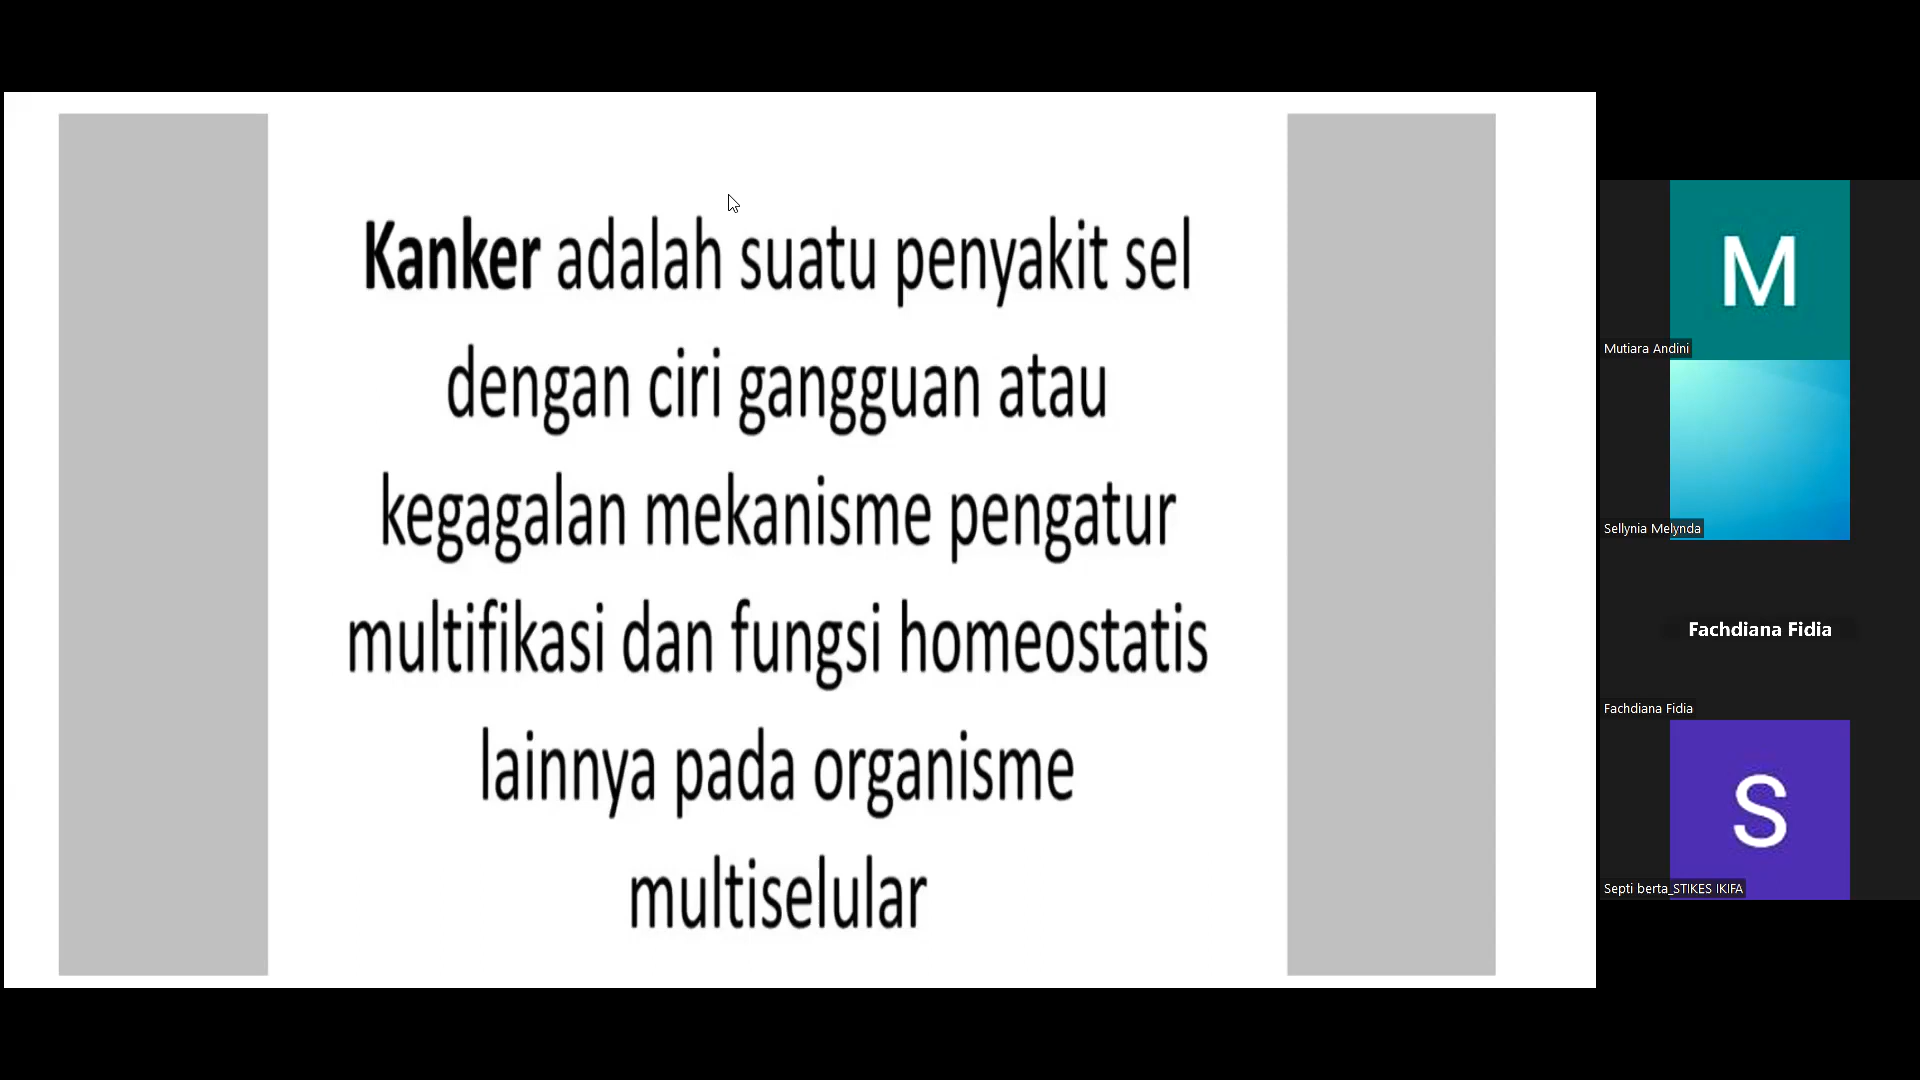 Kanker adalah suatu penyakit sel
dengan ciri gangguan atau
kegagalan mekanisme pengatur
multifikasi dan fungsi homeostatis
lainnya pada organisme
multiselular
M
Mutiara Andini
Sellynia Melynda
Fachdiana Fidia
Fachdiana Fidia
S
Septi berta_STIKES IKIFA